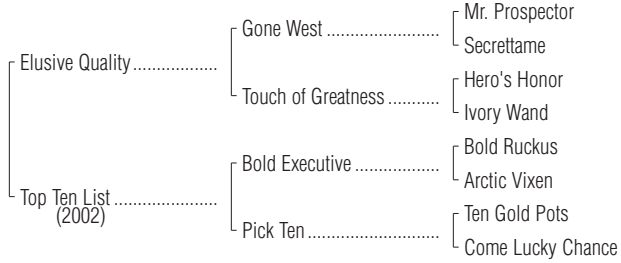 Mr. Prospector
Gone West ......................
Secrettame
Elusive Quality .................
Hero's Honor
Touch of Greatness ..........
Ivory Wand
Bold Ruckus
Bold Executive .................
Arctic Vixen
Top Ten List .....................
(2002)
Ten Gold Pots
Pick Ten ..........................
Come Lucky Chance